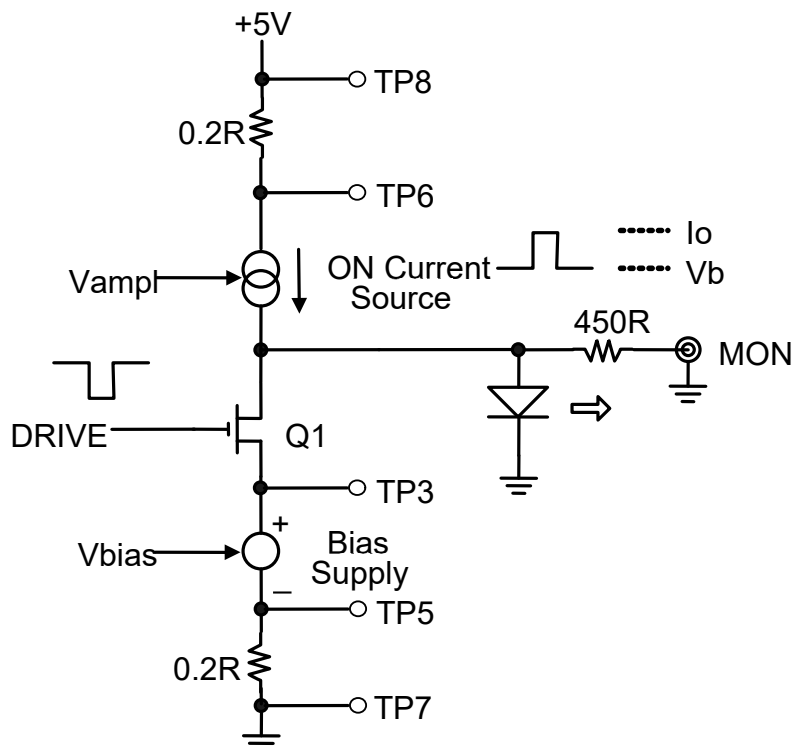 +5V
TP8
0.2R
TP6
Vampl
ON Current
Source
Io
Vb
450R
MON
DRIVE
Q1
TP3
+
Vbias
Bias
Supply
–
TP5
0.2R
TP7